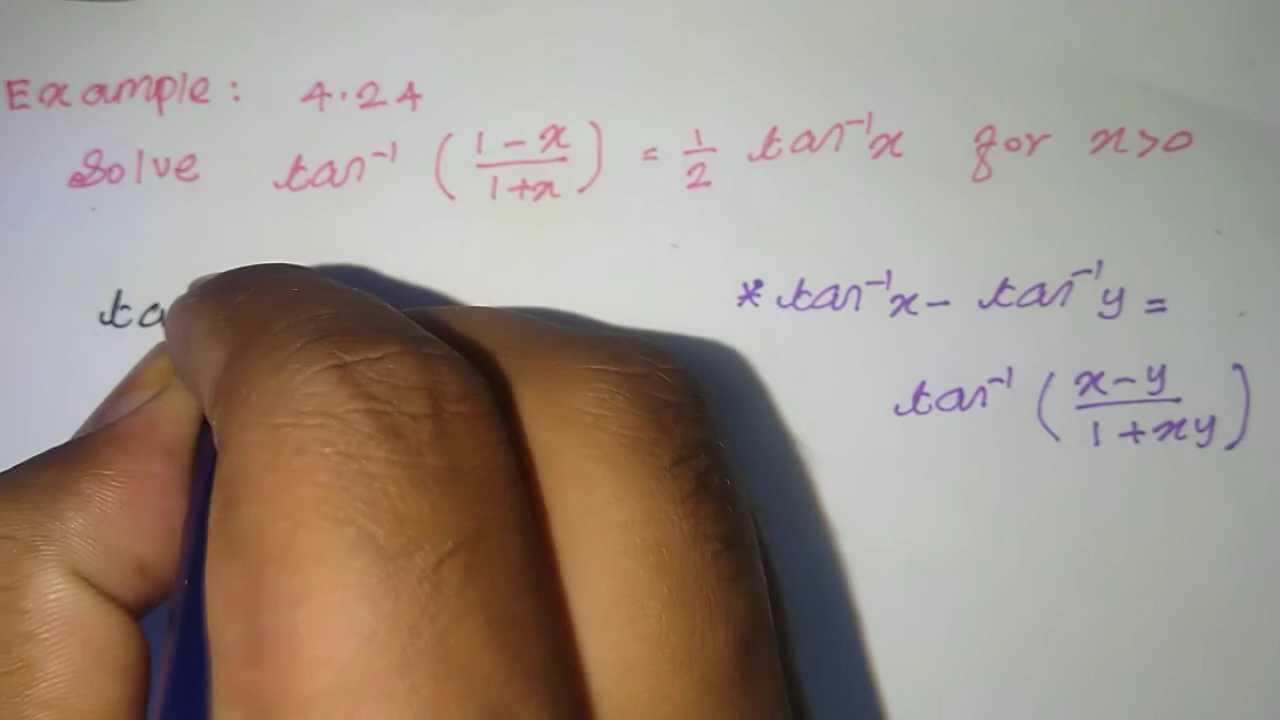 Example: 4.24
Solve tan⁻¹ (1-x/1+x) = 1/2 tan⁻¹x for x>0
* tan⁻¹x - tan⁻¹y =
tan⁻¹ (x-y/1+xy)
ta